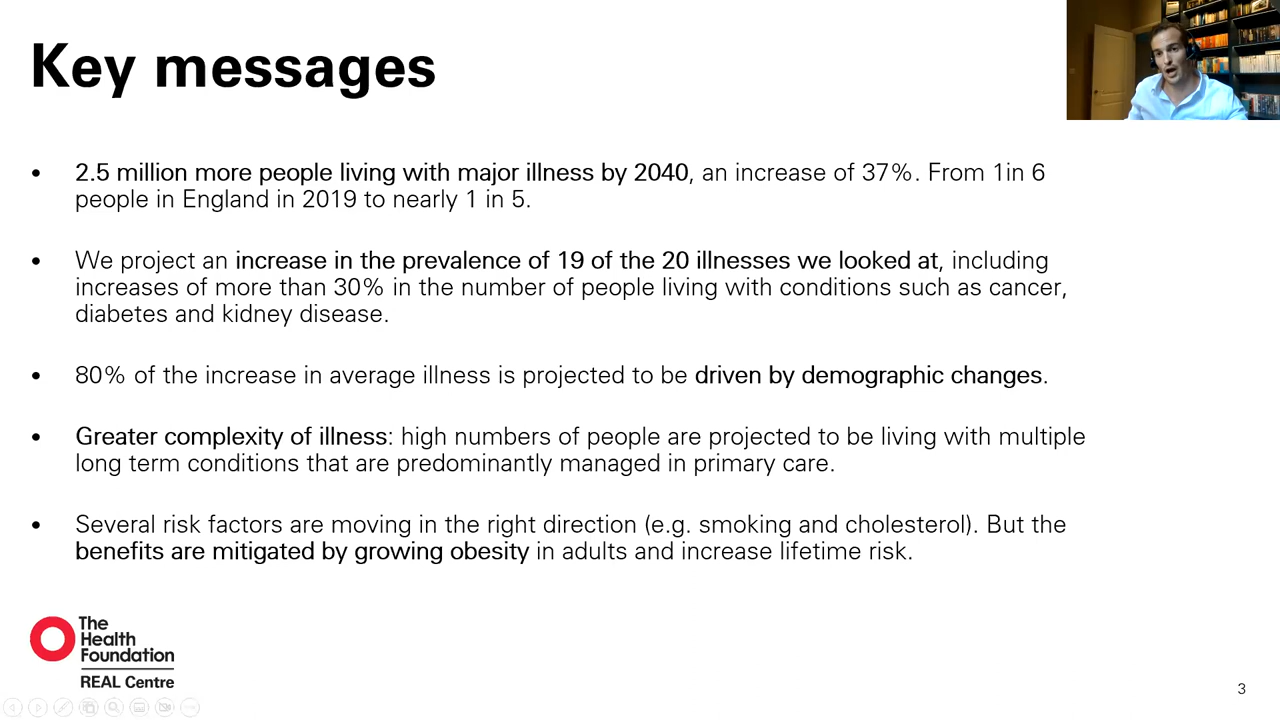 Key messages
• 2.5 million more people living with major illness by 2040, an increase of 37%. From 1in 6
people in England in 2019 to nearly 1 in 5.
• We project an increase in the prevalence of 19 of the 20 illnesses we looked at, including
increases of more than 30% in the number of people living with conditions such as cancer,
diabetes and kidney disease.
• 80% of the increase in average illness is projected to be driven by demographic changes.
• Greater complexity of illness: high numbers of people are projected to be living with multiple
long term conditions that are predominantly managed in primary care.
• Several risk factors are moving in the right direction (e.g. smoking and cholesterol). But the
benefits are mitigated by growing obesity in adults and increase lifetime risk.
The
Health
Foundation
REAL Centre
3